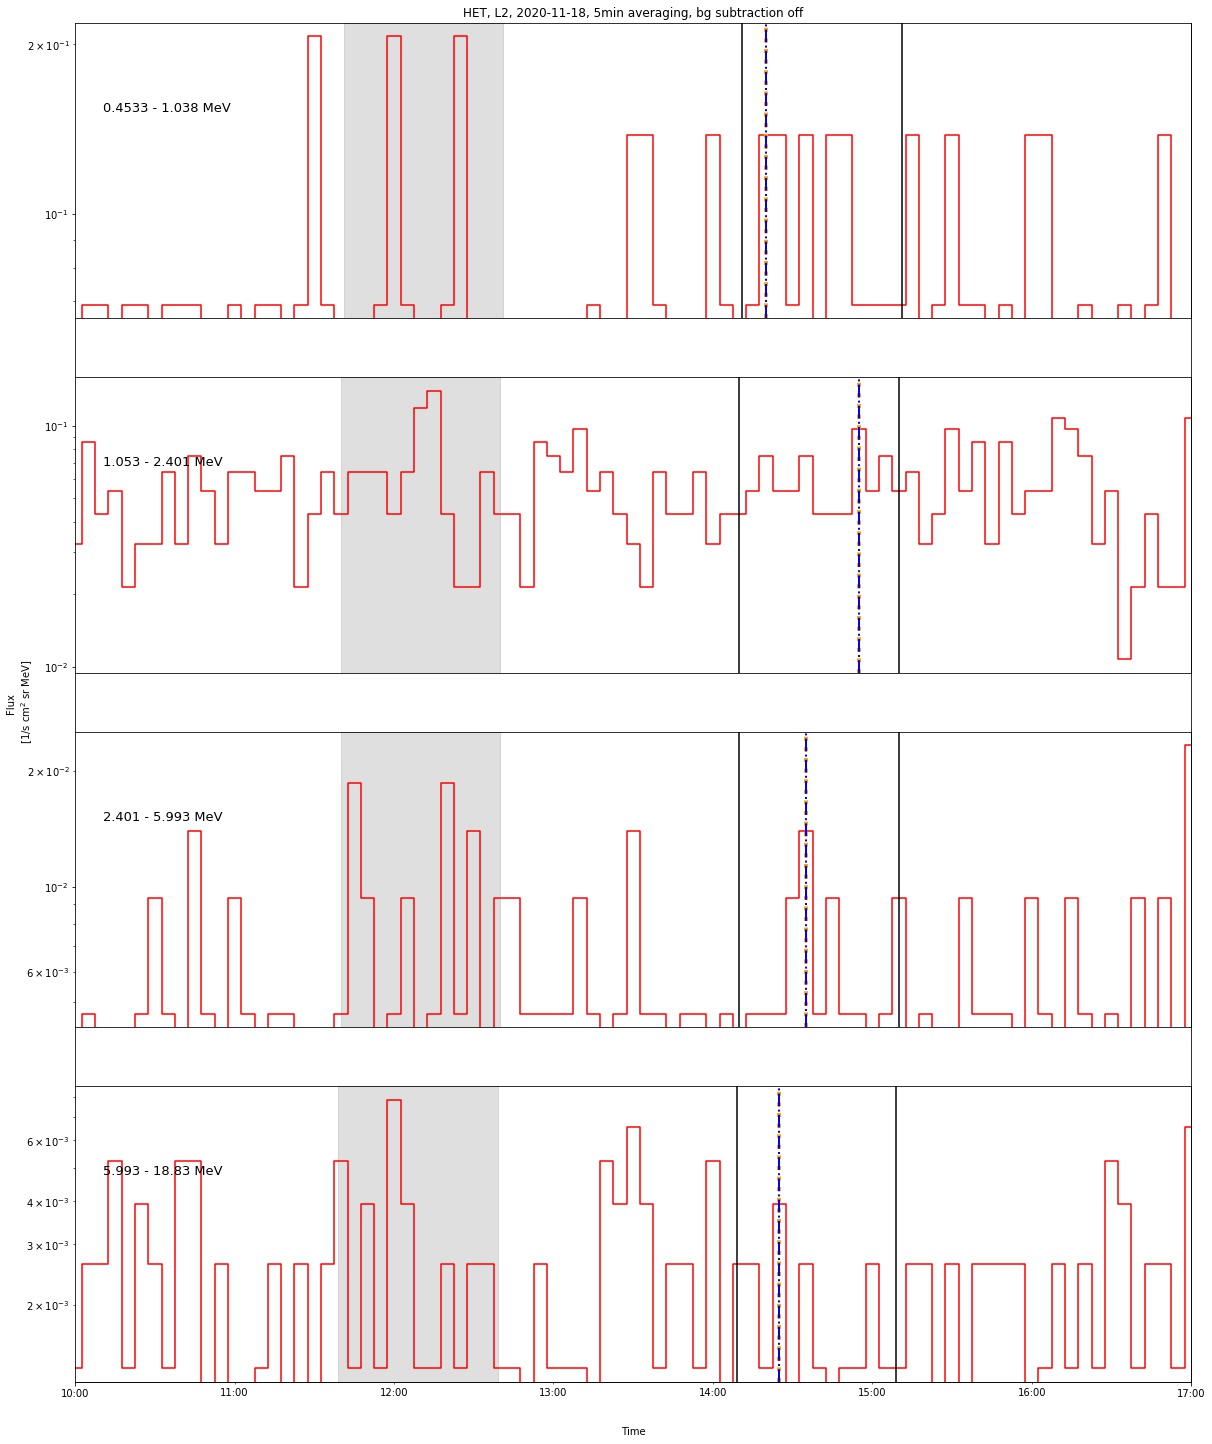 HET, L2, 2020-11-18, 5min averaging, bg subtraction off
2 × 10⁻¹
0.4533 - 1.038 MeV
10⁻¹
10⁻¹
1.053 - 2.401 MeV
10⁻²
Flux
[1/s cm² sr MeV]
2 × 10⁻²
2.401 - 5.993 MeV
10⁻²
6 × 10⁻³
6 × 10⁻³
5.993 - 18.83 MeV
4 × 10⁻³
3 × 10⁻³
2 × 10⁻³
10:00 11:00 12:00 13:00 14:00 15:00 16:00 17:00
Time